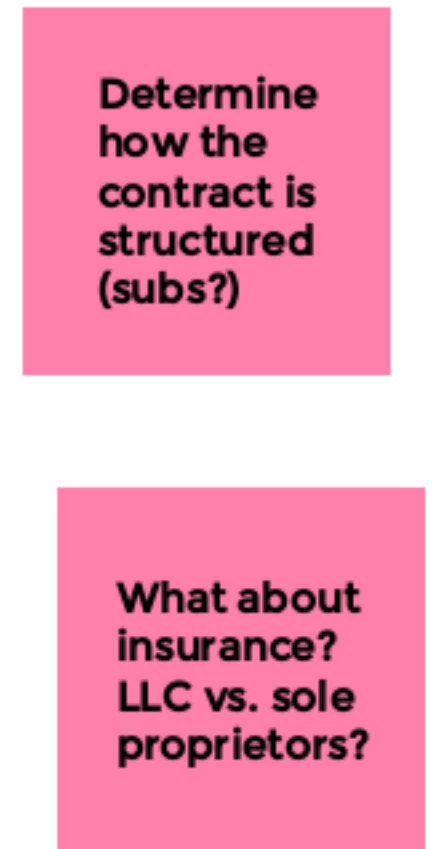 Determine
how the
contract is
structured
(subs?)
What about
insurance?
LLC vs. sole
proprietors?